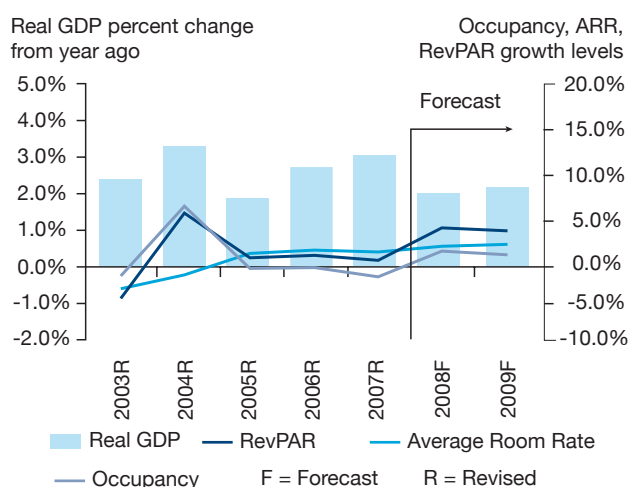 Real GDP percent change
from year ago
Occupancy, ARR,
RevPAR growth levels
5.0%
4.0%
3.0%
2.0%
1.0%
0.0%
-1.0%
-2.0%
Forecast
20.0%
15.0%
10.0%
5.0%
0.0%
-5.0%
-10.0%
2003R
2004R
2005R
2006R
2007R
2008F
2009F
Real GDP
RevPAR
Average Room Rate
Occupancy
F = Forecast
R = Revised